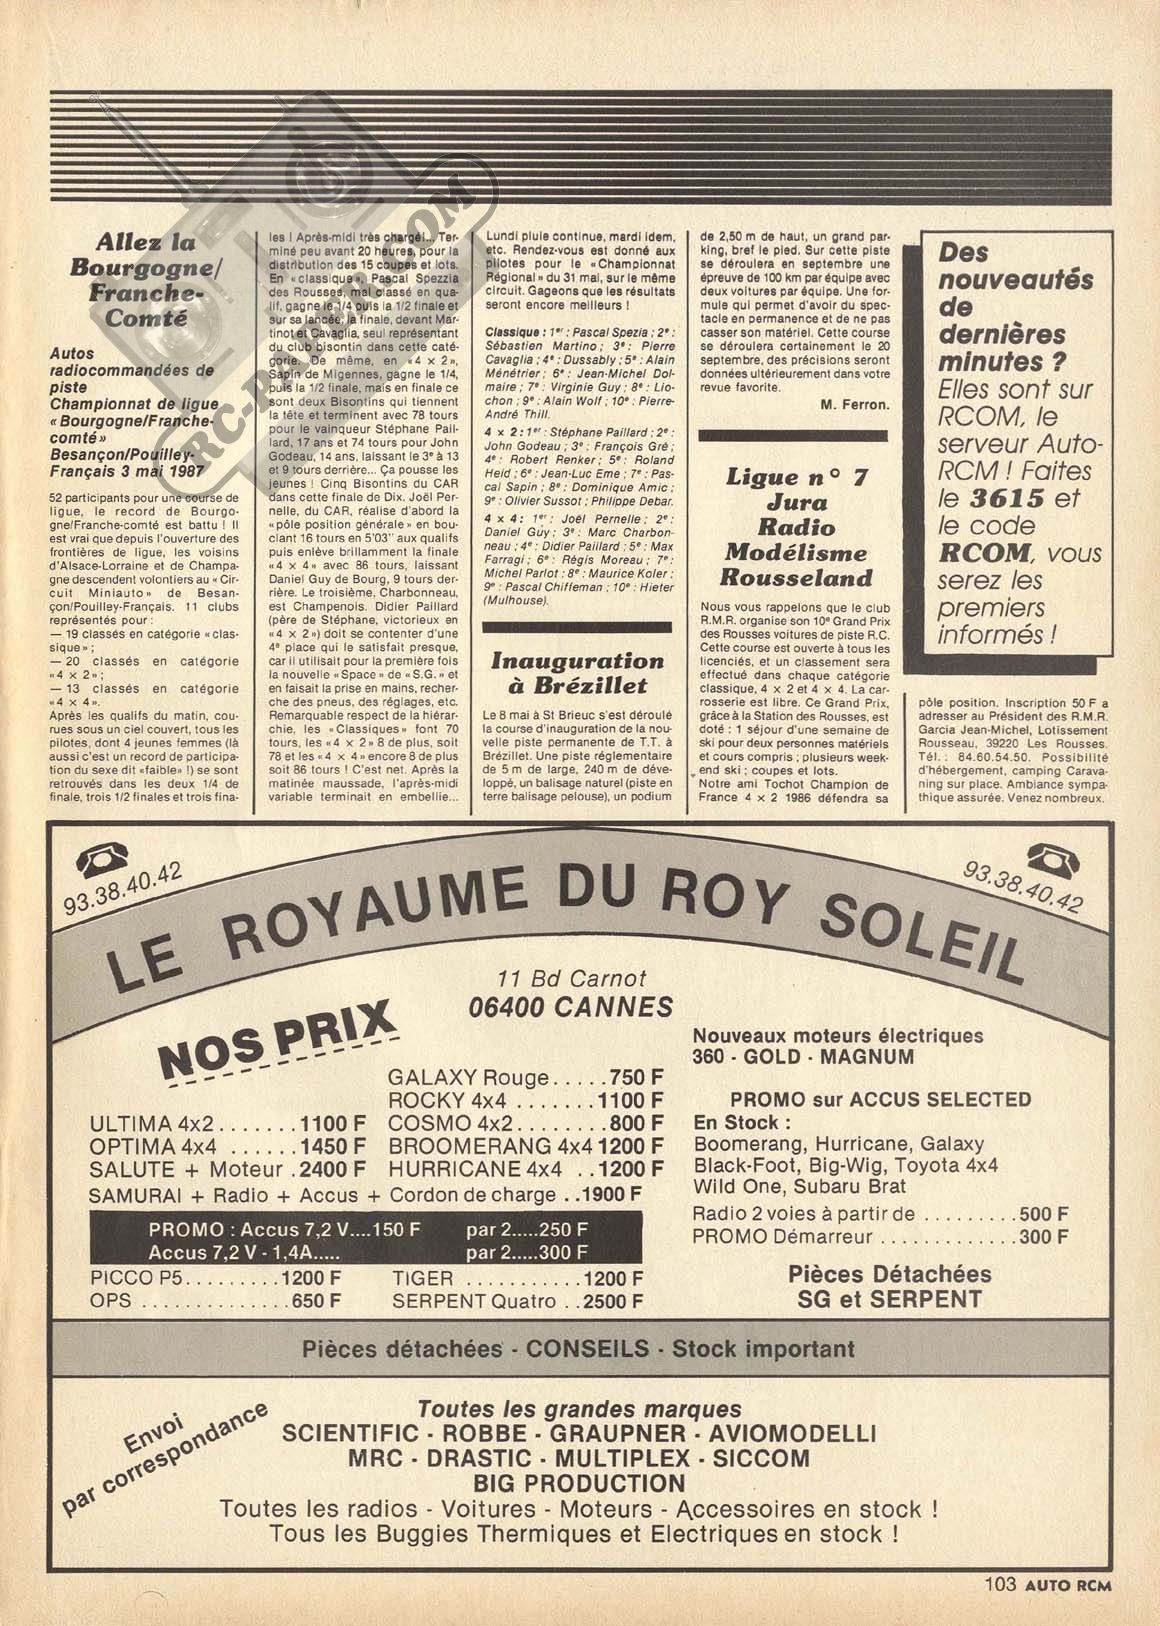 Allez la
Bourgogne/
Franche-
Comté
Autos
radiocommandées de
piste
Championnat de ligue
« Bourgogne/Franche-
comté »
Besançon/Pouilley-
Français 3 mai 1987
52 participants pour une course de
ligue, le record de Bourgo-
gne/Franche-comté est battu ! Il
est vrai que depuis l'ouverture des
frontières de ligue, les voisins
d'Alsace-Lorraine et de Champa-
gne descendent volontiers au « Cir-
cuit Miniauto » de Besan-
çon/Pouilley-Français. 11 clubs
représentés pour :
— 19 classés en catégorie « clas-
sique » ;
— 20 classés en catégorie
« 4 × 2 » ;
— 13 classés en catégorie
« 4 × 4 ».
Après les qualifs du matin, cou-
rues sous un ciel couvert, tous les
pilotes, dont 4 jeunes femmes (là
aussi c'est un record de participa-
tion du sexe dit «faible» !) se sont
retrouvés dans les deux 1/4 de
finale, trois 1/2 finales et trois fina-
les ! Après-midi très chargé!... Ter-
miné peu avant 20 heures, pour la
distribution des 15 coupes et lots.
En «classique» Pascal Spezzia
des Rousses, mal classé en qua-
lif, gagne le 1/4 puis la 1/2 finale et
sur sa lancée, la finale, devant Mar-
tinot et Cavaglia, seul représentant
du club bisontin dans cette caté-
gorie. De même, en «4 × 2»,
Sapin de Migennes, gagne le 1/4,
puis la 1/2 finale, mais en finale ce
sont deux Bisontins qui tiennent
la tête et terminent avec 78 tours
pour le vainqueur Stéphane Pail-
lard, 17 ans et 74 tours pour John
Godeau, 14 ans, laissant le 3e à 13
et 9 tours derrière... Ça pousse les
jeunes ! Cinq Bisontins du CAR
dans cette finale de Dix. Joël Per-
nelle, du CAR, réalise d'abord la
«pôle position générale» en bou-
clant 16 tours en 5'03'' aux qualifs
puis enlève brillamment la finale
«4 × 4» avec 86 tours, laissant
Daniel Guy de Bourg, 9 tours der-
rière. Le troisième, Charbonneau,
est Champenois. Didier Paillard
(père de Stéphane, victorieux en
«4 × 2») doit se contenter d'une
4e place qui le satisfait presque,
car il utilisait pour la première fois
la nouvelle «Space» de «S.G.» et
en faisait la prise en mains, recher-
che des pneus, des réglages, etc.
Remarquable respect de la hiérar-
chie, les «Classiques» font 70
tours, les «4 × 2» 8 de plus, soit
78 et les «4 × 4» encore 8 de plus
soit 86 tours ! C'est net. Après la
matinée maussade, l'après-midi
variable terminait en embellie...
Lundi pluie continue, mardi idem,
etc. Rendez-vous est donné aux
pilotes pour le «Championnat
Régional» du 31 mai, sur le même
circuit. Gageons que les résultats
seront encore meilleurs !
Classique : 1er : Pascal Spezia ; 2e :
Sébastien Martino ; 3e : Pierre
Cavaglia ; 4e : Dussably ; 5e : Alain
Ménétrier ; 6e : Jean-Michel Dol-
maire ; 7e : Virginie Guy ; 8e : Lio-
chon ; 9e : Alain Wolf ; 10e : Pierre-
André Thill.
4 × 2 : 1er : Stéphane Paillard ; 2e :
John Godeau ; 3e : François Gré ;
4e : Robert Renker ; 5e : Roland
Held ; 6e : Jean-Luc Eme ; 7e : Pas-
cal Sapin ; 8e : Dominique Amic ;
9e : Olivier Sussot ; Philippe Debar.
4 × 4 : 1er : Joël Pernelle ; 2e :
Daniel Guy ; 3e : Marc Charbon-
neau ; 4e : Didier Paillard ; 5e : Max
Farragi ; 6e : Régis Moreau ; 7e :
Michel Parlot ; 8e : Maurice Koler ;
9e : Pascal Chiffleman ; 10e : Hieter
(Mulhouse).
Inauguration
à Brézillet
Le 8 mai à St Brieuc s'est déroulé
la course d'inauguration de la nou-
velle piste permanente de T.T. à
Brézillet. Une piste réglementaire
de 5 m de large, 240 m de déve-
loppé, un balisage naturel (piste en
terre balisage pelouse), un podium
de 2,50 m de haut, un grand par-
king, bref le pied. Sur cette piste
se déroulera en septembre une
épreuve de 100 km par équipe avec
deux voitures par équipe. Une for-
mule qui permet d'avoir du spec-
tacle en permanence et de ne pas
casser son matériel. Cette course
se déroulera certainement le 20
septembre, des précisions seront
données ultérieurement dans votre
revue favorite.
M. Ferron.
Ligue n° 7
Jura
Radio
Modélisme
Rousseland
Nous vous rappelons que le club
R.M.R. organise son 10e Grand Prix
des Rousses voitures de piste R.C.
Cette course est ouverte à tous les
licenciés, et un classement sera
effectué dans chaque catégorie
classique, 4 × 2 et 4 × 4. La car-
rosserie est libre. Ce Grand Prix,
grâce à la Station des Rousses, est
doté : 1 séjour d'une semaine de
ski pour deux personnes matériels
et cours compris ; plusieurs week-
end ski ; coupes et lots.
Notre ami Tochot Champion de
France 4 × 2 1986 défendra sa
Des
nouveautés
de
dernières
minutes ?
Elles sont sur
RCOM, le
serveur Auto-
RCM ! Faites
le 3615 et
le code
RCOM, vous
serez les
premiers
informés !
pôle position. Inscription 50 F a
adresser au Président des R.M.R.
Garcia Jean-Michel, Lotissement
Rousseau, 39220 Les Rousses.
Tél. : 84.60.54.50. Possibilité
d'hébergement, camping Carava-
ning sur place. Ambiance sympa-
thique assurée. Venez nombreux.
RC-PAPER.COM
93.38.40.42
93.38.40.42
LE ROYAUME DU ROY SOLEIL
11 Bd Carnot
06400 CANNES
NOS PRIX
GALAXY Rouge.....750 F
ROCKY 4x4 .......1100 F
ULTIMA 4x2.......1100 F COSMO 4x2........800 F
OPTIMA 4x4 ......1450 F BROOMERANG 4x4 1200 F
SALUTE + Moteur .2400 F HURRICANE 4x4 ..1200 F
SAMURAI + Radio + Accus + Cordon de charge ..1900 F
PROMO : Accus 7,2 V....150 F par 2.....250 F
Accus 7,2 V - 1,4A..... par 2.....300 F
PICCO P5.........1200 F TIGER ...........1200 F
OPS ..............650 F SERPENT Quatro ..2500 F
Nouveaux moteurs électriques
360 - GOLD - MAGNUM
PROMO sur ACCUS SELECTED
En Stock :
Boomerang, Hurricane, Galaxy
Black-Foot, Big-Wig, Toyota 4x4
Wild One, Subaru Brat
Radio 2 voies à partir de .........500 F
PROMO Démarreur .............300 F
Pièces Détachées
SG et SERPENT
Pièces détachées - CONSEILS - Stock important
Envoi
par correspondance
Toutes les grandes marques
SCIENTIFIC - ROBBE - GRAUPNER - AVIOMODELLI
MRC - DRASTIC - MULTIPLEX - SICCOM
BIG PRODUCTION
Toutes les radios - Voitures - Moteurs - Accessoires en stock !
Tous les Buggies Thermiques et Electriques en stock !
103 AUTO RCM